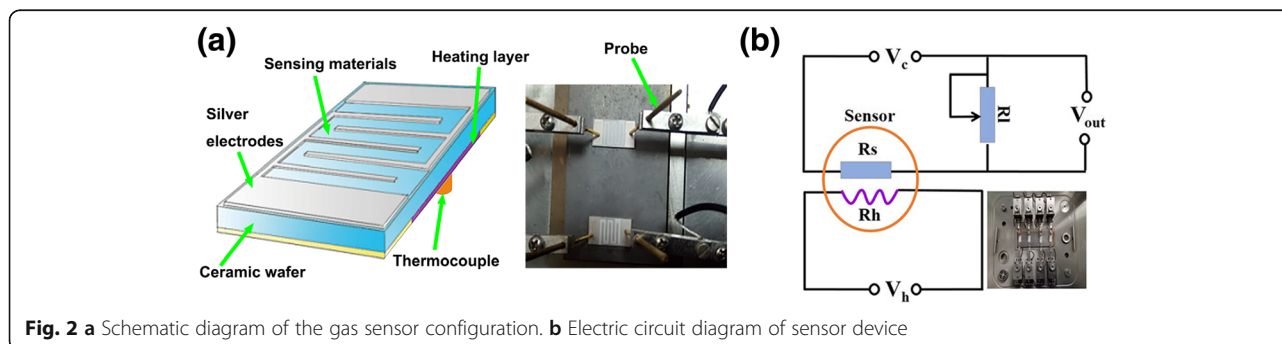 (a)
Sensing materials
Heating layer
Probe
Silver
electrodes
Ceramic wafer
Thermocouple
(b)
Vc
Rl
Vout
Sensor
Rs
Rh
Vh
Fig. 2 a Schematic diagram of the gas sensor configuration. b Electric circuit diagram of sensor device